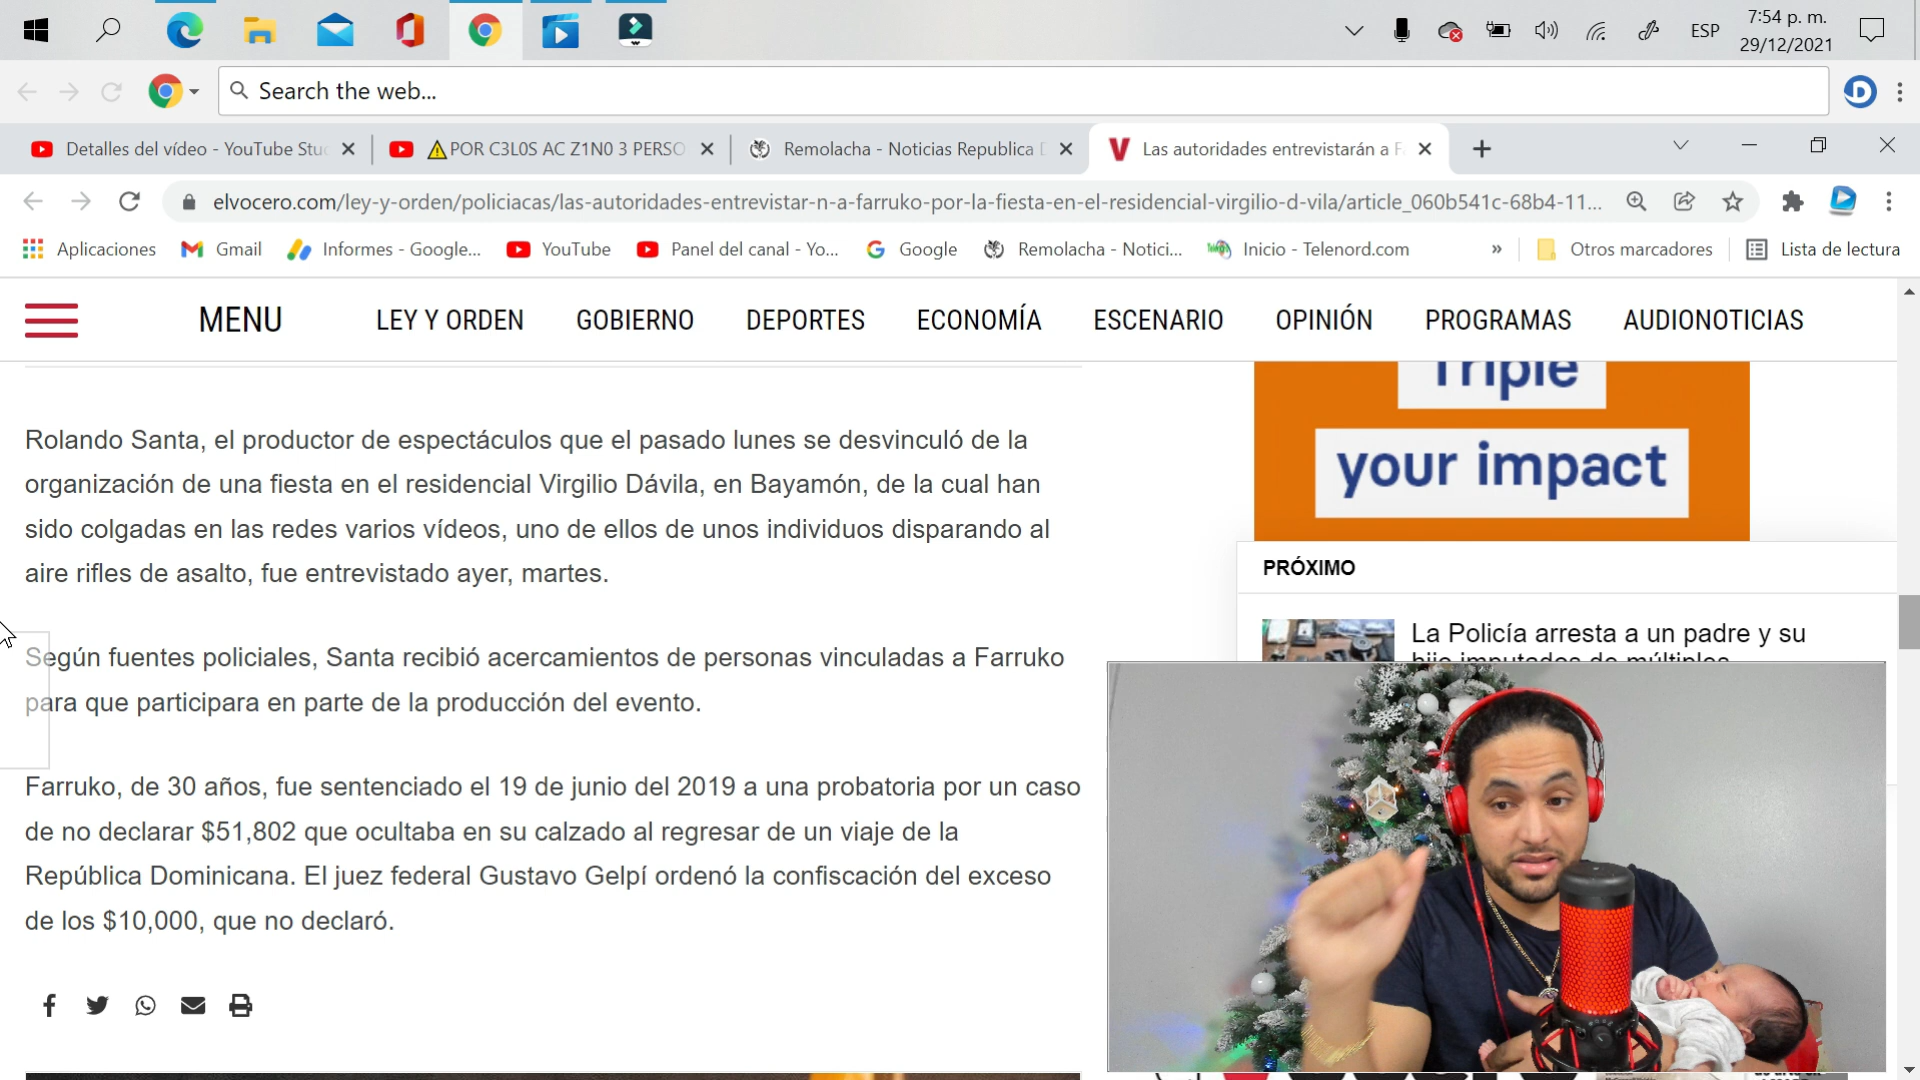 ESP
7:54 p. m.
29/12/2021
Search the web...
Detalles del vídeo - YouTube Stu
POR C3L0S AC Z1N0 3 PERSO
Remolacha - Noticias Republica
Las autoridades entrevistarán a F
elvocero.com/ley-y-orden/policiacas/las-autoridades-entrevistar-n-a-farruko-por-la-fiesta-en-el-residencial-virgilio-d-vila/article_060b541c-68b4-11...
Aplicaciones
Gmail
Informes - Google...
YouTube
Panel del canal - Yo...
Google
Remolacha - Notici...
Inicio - Telenord.com
»
Otros marcadores
Lista de lectura
MENU
LEY Y ORDEN
GOBIERNO
DEPORTES
ECONOMÍA
ESCENARIO
OPINIÓN
PROGRAMAS
AUDIONOTICIAS
Triple
your impact
Rolando Santa, el productor de espectáculos que el pasado lunes se desvinculó de la
organización de una fiesta en el residencial Virgilio Dávila, en Bayamón, de la cual han
sido colgadas en las redes varios vídeos, uno de ellos de unos individuos disparando al
aire rifles de asalto, fue entrevistado ayer, martes.
Según fuentes policiales, Santa recibió acercamientos de personas vinculadas a Farruko
para que participara en parte de la producción del evento.
Farruko, de 30 años, fue sentenciado el 19 de junio del 2019 a una probatoria por un caso
de no declarar $51,802 que ocultaba en su calzado al regresar de un viaje de la
República Dominicana. El juez federal Gustavo Gelpí ordenó la confiscación del exceso
de los $10,000, que no declaró.
PRÓXIMO
La Policía arresta a un padre y su
hijo imputados de múltiples